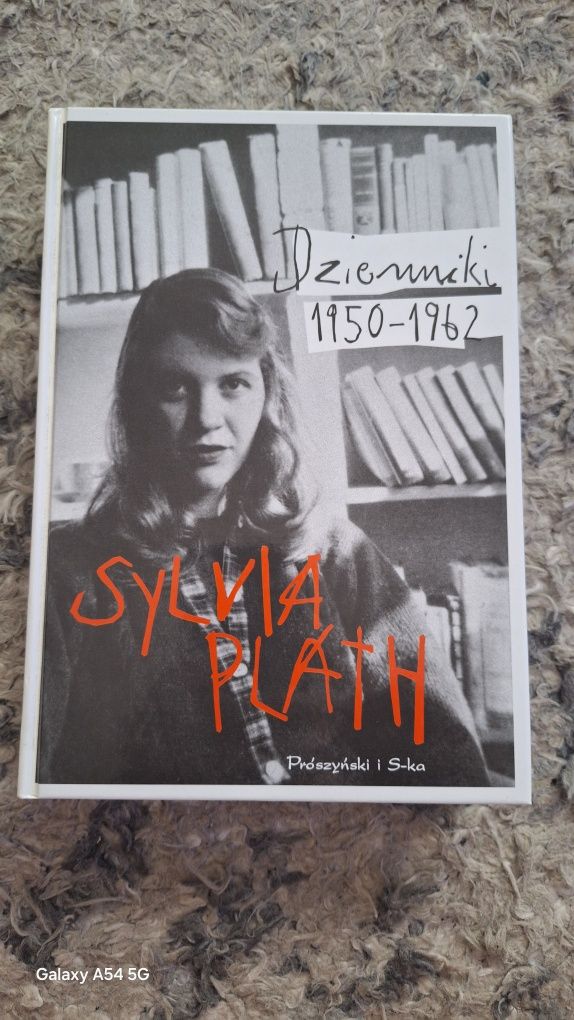 Dzienniki
1950-1962
SYLVIA
PLATH
Prószyński i S-ka
Galaxy A54 5G